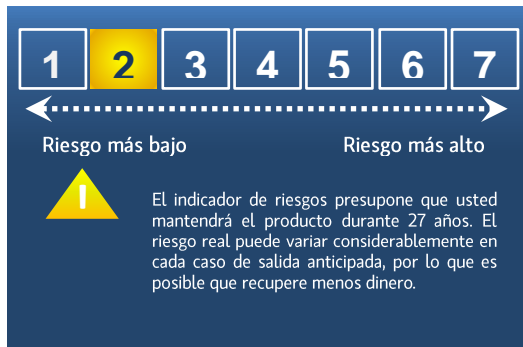 1 2 3 4 5 6 7
Riesgo más bajo Riesgo más alto
!
El indicador de riesgos presupone que usted
mantendrá el producto durante 27 años. El
riesgo real puede variar considerablemente en
cada caso de salida anticipada, por lo que es
posible que recupere menos dinero.